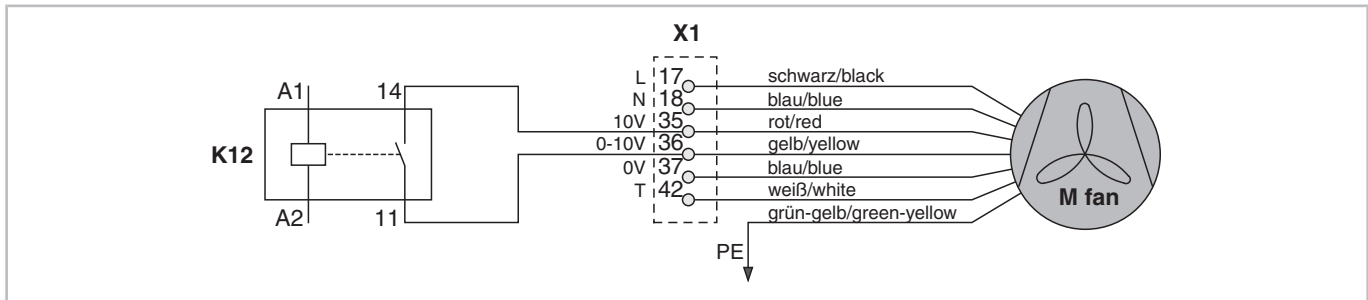 X1
A1
14
K12
A2
11
L 17 schwarz/black
N 18 blau/blue
10V 35 rot/red
0-10V 36 gelb/yellow
0V 37 blau/blue
T 42 weiß/white
grün-gelb/green-yellow
PE
M fan